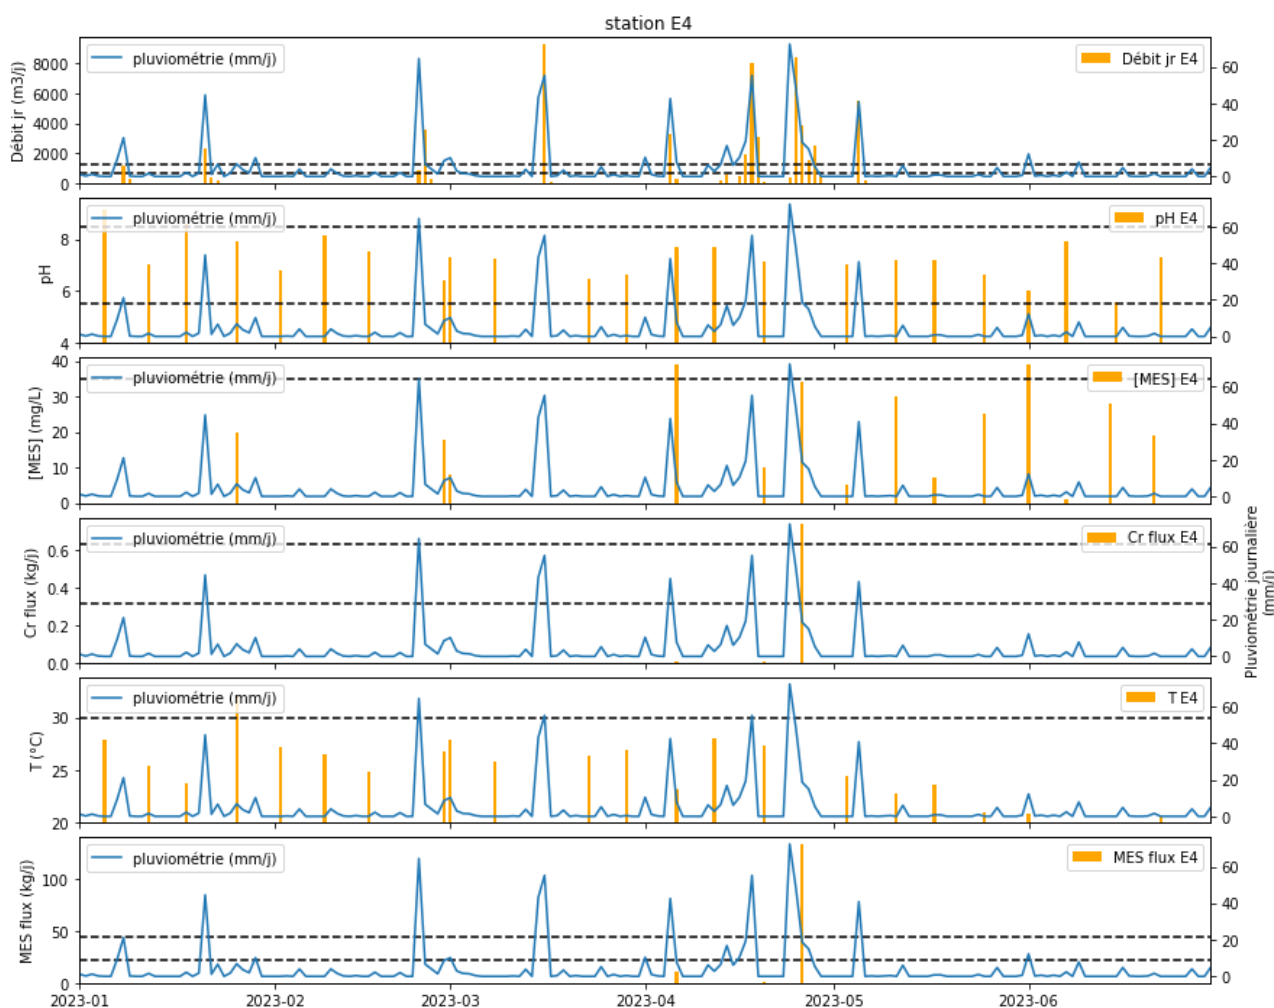 station E4
pluviométrie (mm/j)
Débit jr E4
Débit jr (m3/j)
8000
6000
4000
2000
0
60
40
20
0
pluviométrie (mm/j)
pH E4
pH
8
6
4
60
40
20
0
pluviométrie (mm/j)
[MES] E4
[MES] (mg/L)
40
30
20
10
0
60
40
20
0
pluviométrie (mm/j)
Cr flux E4
Cr flux (kg/j)
0.6
0.4
0.2
0.0
60
40
20
0
Pluviométrie journalière
(mm/j)
pluviométrie (mm/j)
T E4
T (°C)
30
25
20
60
40
20
0
pluviométrie (mm/j)
MES flux E4
MES flux (kg/j)
100
50
0
60
40
20
0
2023-01
2023-02
2023-03
2023-04
2023-05
2023-06